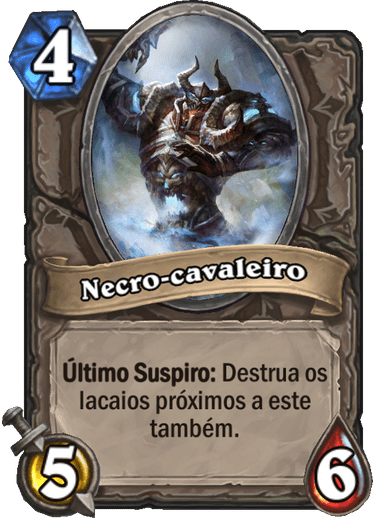 4
Necro-cavaleiro
Último Suspiro: Destrua os
lacaios próximos a este
também.
5
6